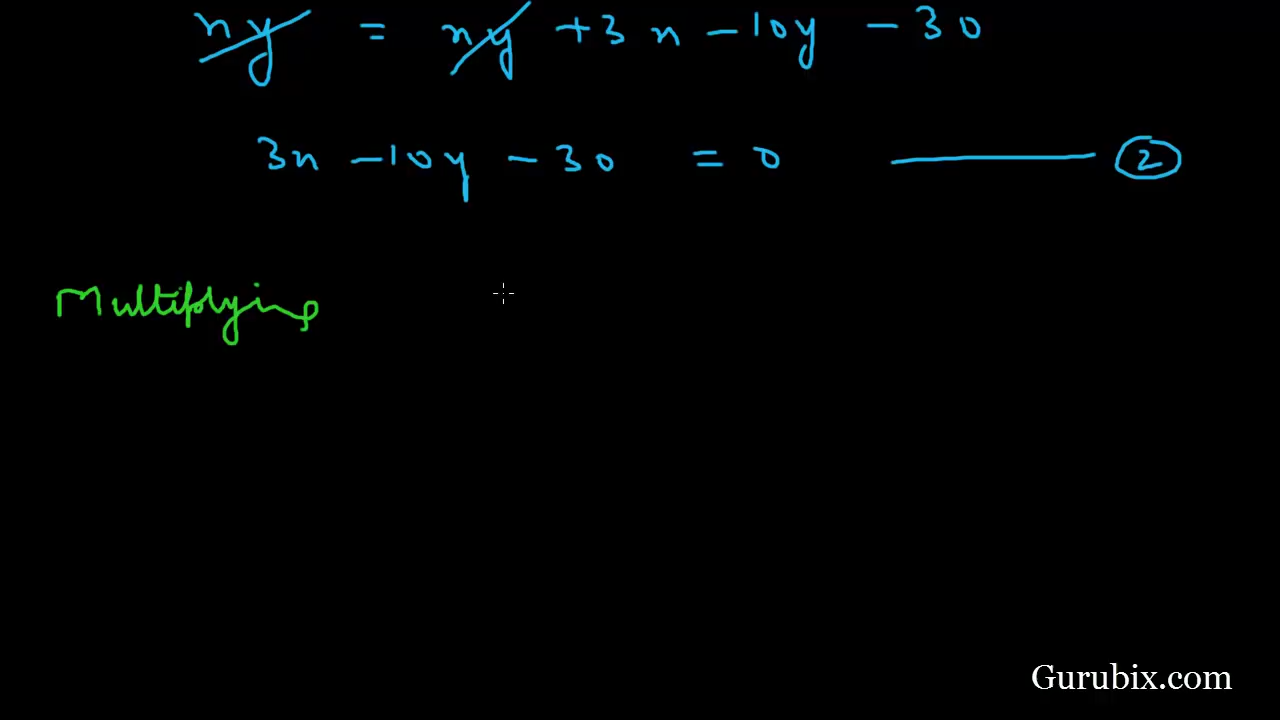 xy = xy + 3x - 10y - 30
3x - 10y - 30 = 0 ——— ②
Multiplying
Gurubix.com